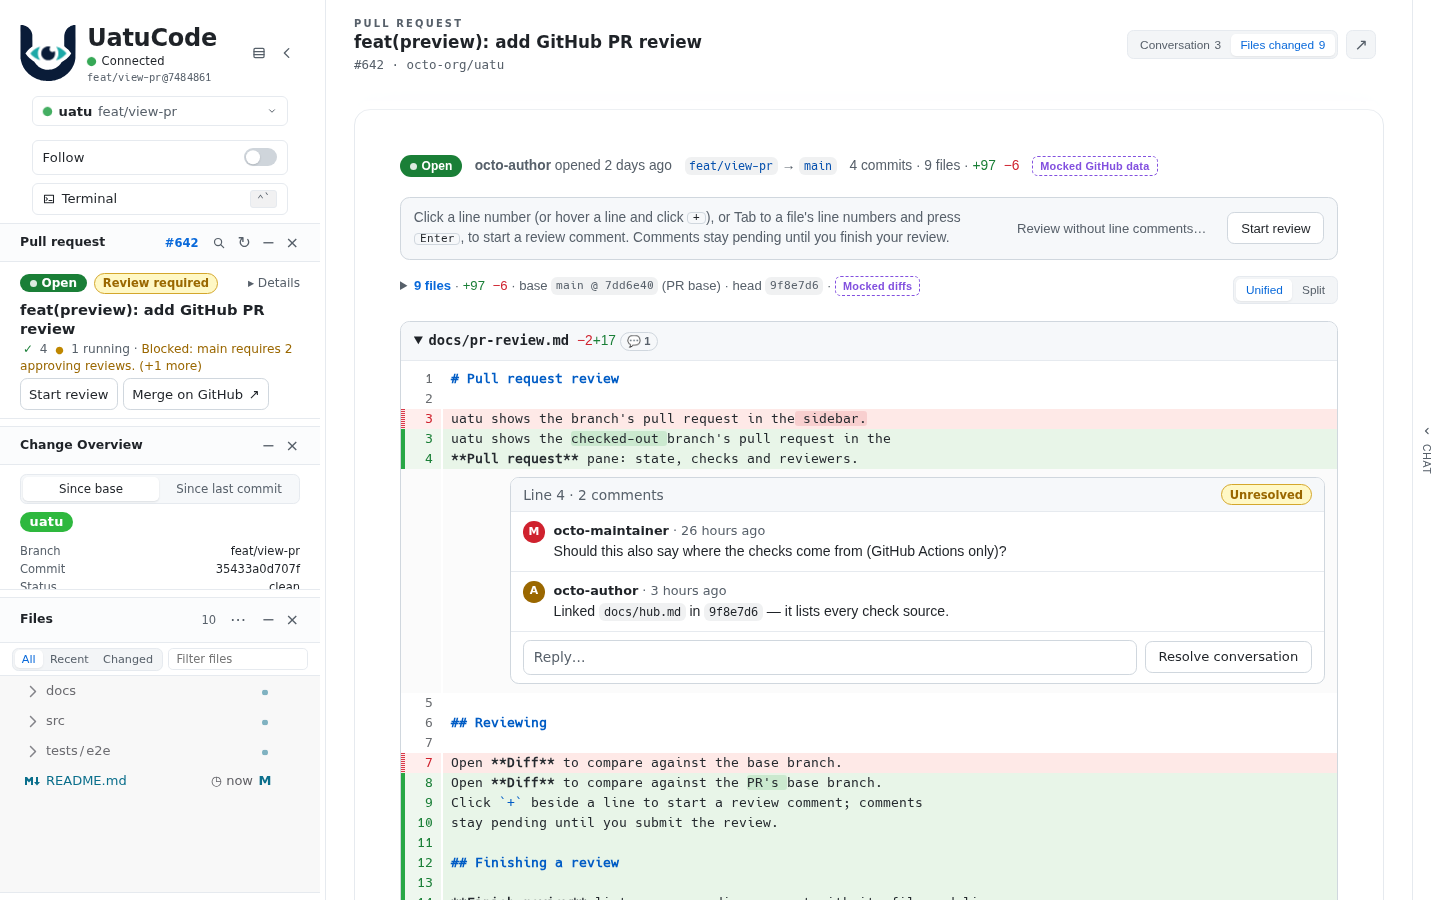 UatuCode
Connected
feat/view-pr@7484861
uatu feat/view-pr
Follow
Terminal ^`
Pull request #642
Open Review required ▸ Details
feat(preview): add GitHub PR
review
✓ 4 ● 1 running · Blocked: main requires 2
approving reviews. (+1 more)
Start review Merge on GitHub ↗
Change Overview
Since base Since last commit
uatu
Branch feat/view-pr
Commit 35433a0d707f
Status clean
Files 10 ⋯
All Recent Changed Filter files
docs
src
tests/e2e
README.md now M
PULL REQUEST
feat(preview): add GitHub PR review
#642 · octo-org/uatu
Conversation 3 Files changed 9 ↗
Open octo-author opened 2 days ago feat/view-pr → main 4 commits · 9 files · +97 −6 Mocked GitHub data
Click a line number (or hover a line and click +), or Tab to a file's line numbers and press
Enter, to start a review comment. Comments stay pending until you finish your review.
Review without line comments… Start review
9 files · +97 −6 · base main @ 7dd6e40 (PR base) · head 9f8e7d6 · Mocked diffs
Unified Split
docs/pr-review.md −2+17 💬 1
1 # Pull request review
2
3 uatu shows the branch's pull request in the sidebar.
3 uatu shows the checked-out branch's pull request in the
4 **Pull request** pane: state, checks and reviewers.
Line 4 · 2 comments Unresolved
M octo-maintainer · 26 hours ago
Should this also say where the checks come from (GitHub Actions only)?
A octo-author · 3 hours ago
Linked docs/hub.md in 9f8e7d6 — it lists every check source.
Reply… Resolve conversation
5
6 ## Reviewing
7
7 Open **Diff** to compare against the base branch.
8 Open **Diff** to compare against the PR's base branch.
9 Click `+` beside a line to start a review comment; comments
10 stay pending until you submit the review.
11
12 ## Finishing a review
13
CHAT